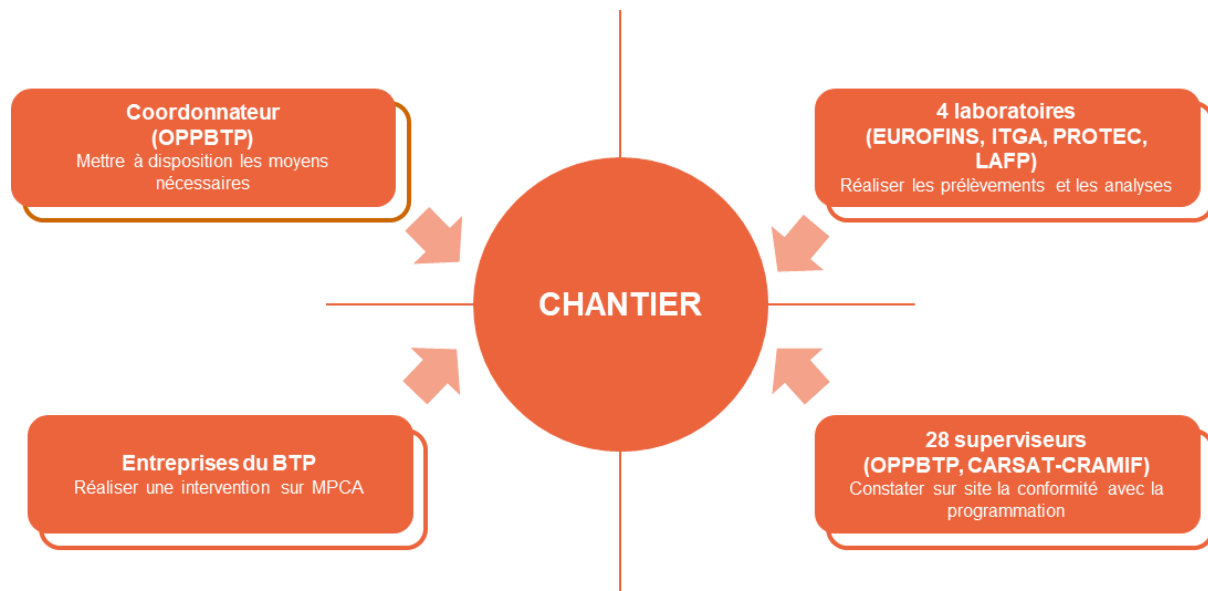 Coordonnateur
(OPPBTP)
Mettre à disposition les moyens
nécessaires
4 laboratoires
(EUROFINS, ITGA, PROTEC,
LAFP)
Réaliser les prélèvements et les analyses
CHANTIER
Entreprises du BTP
Réaliser une intervention sur MPCA
28 superviseurs
(OPPBTP, CARSAT-CRAMIF)
Constater sur site la conformité avec la
programmation